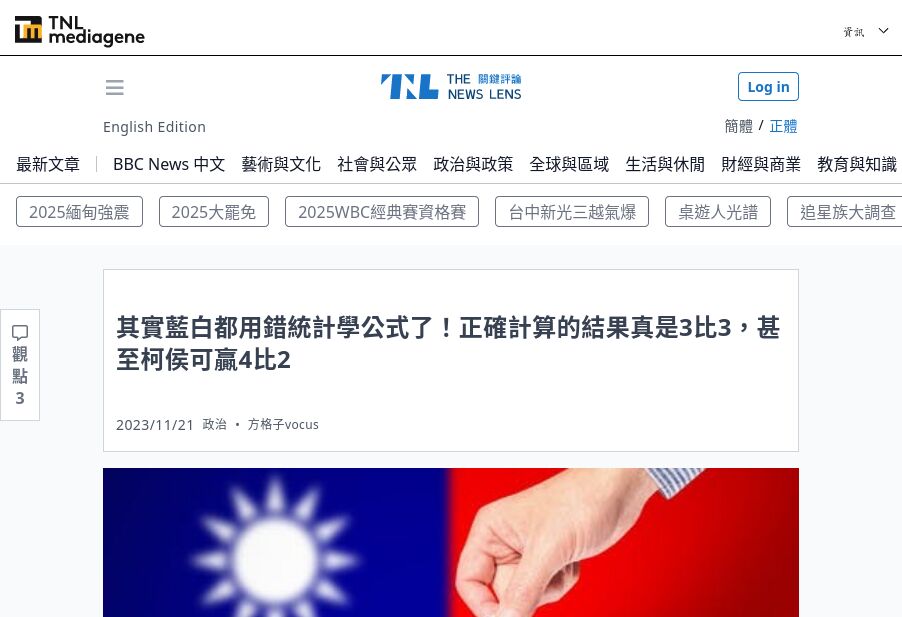 TNL
mediagene
資訊
THE 關鍵評論
NEWS LENS
Log in
English Edition
簡體 / 正體
最新文章 BBC News 中文 藝術與文化 社會與公眾 政治與政策 全球與區域 生活與休閒 財經與商業 教育與知識
2025緬甸強震 2025大罷免 2025WBC經典賽資格賽 台中新光三越氣爆 桌遊人光譜 追星族大調查
其實藍白都用錯統計學公式了！正確計算的結果真是3比3，甚
至柯侯可贏4比2
觀
點
3
2023/11/21 政治 • 方格子vocus